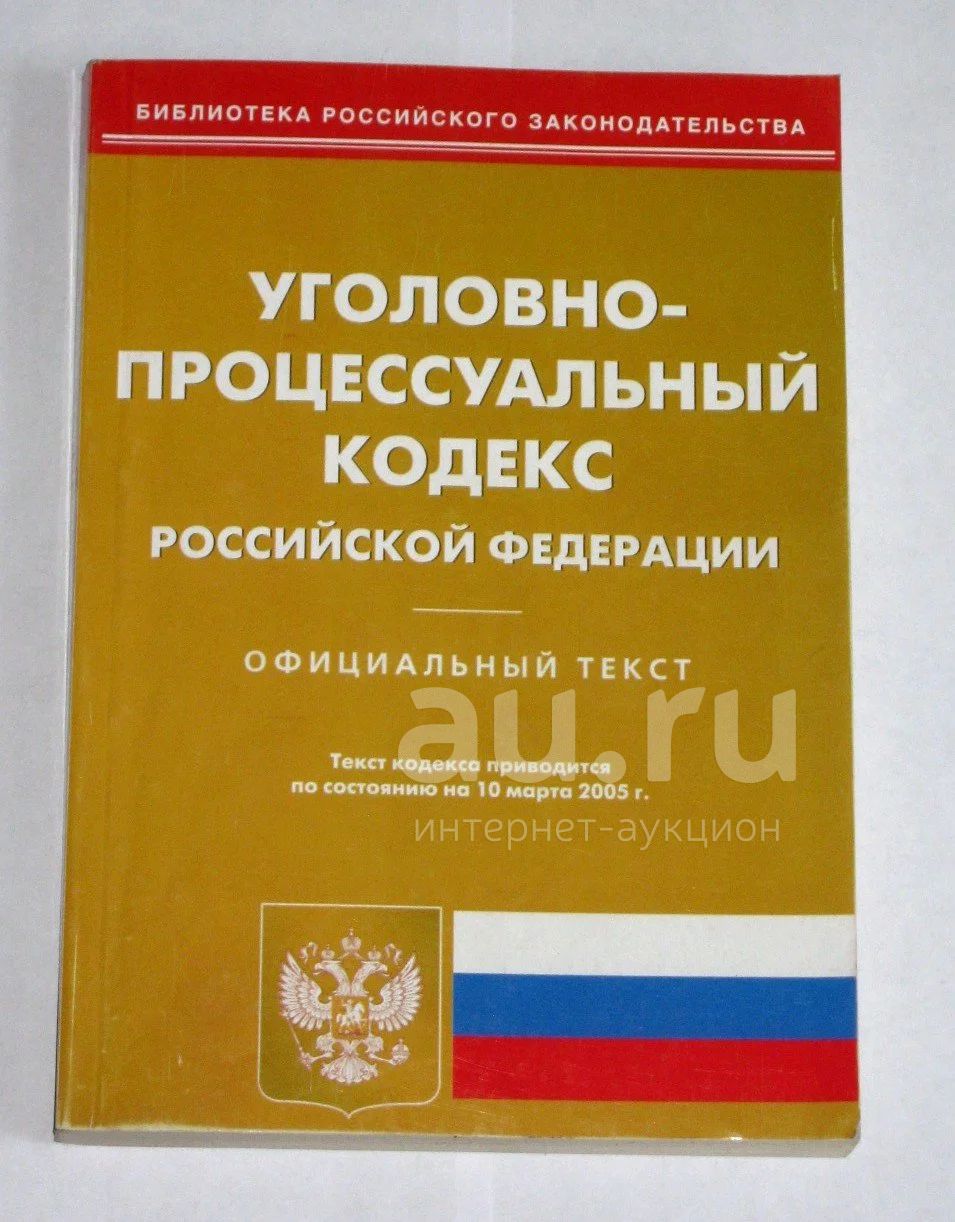 БИБЛИОТЕКА РОССИЙСКОГО ЗАКОНОДАТЕЛЬСТВА
УГОЛОВНО-
ПРОЦЕССУАЛЬНЫЙ
КОДЕКС
РОССИЙСКОЙ ФЕДЕРАЦИИ
ОФИЦИАЛЬНЫЙ ТЕКСТ
au.ru
Текст кодекса приводится
по состоянию на 10 марта 2005 г.
интернет-аукцион